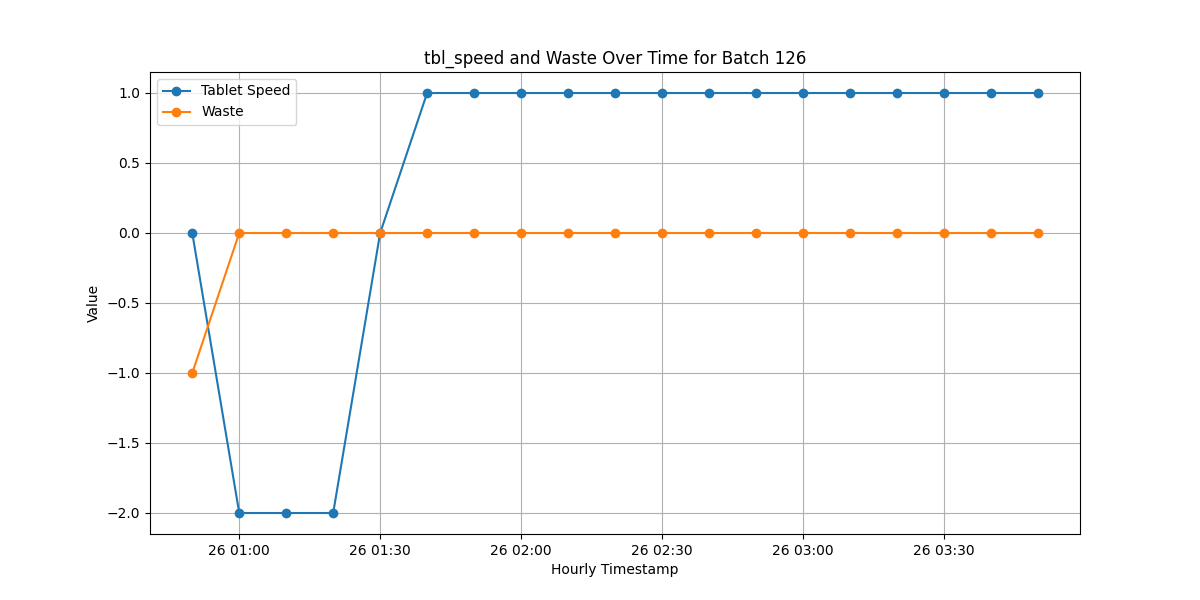 tbl_speed and Waste Over Time for Batch 126
Tablet Speed
Waste
1.0
0.5
0.0
−0.5
−1.0
−1.5
−2.0
Value
26 01:00 26 01:30 26 02:00 26 02:30 26 03:00 26 03:30
Hourly Timestamp